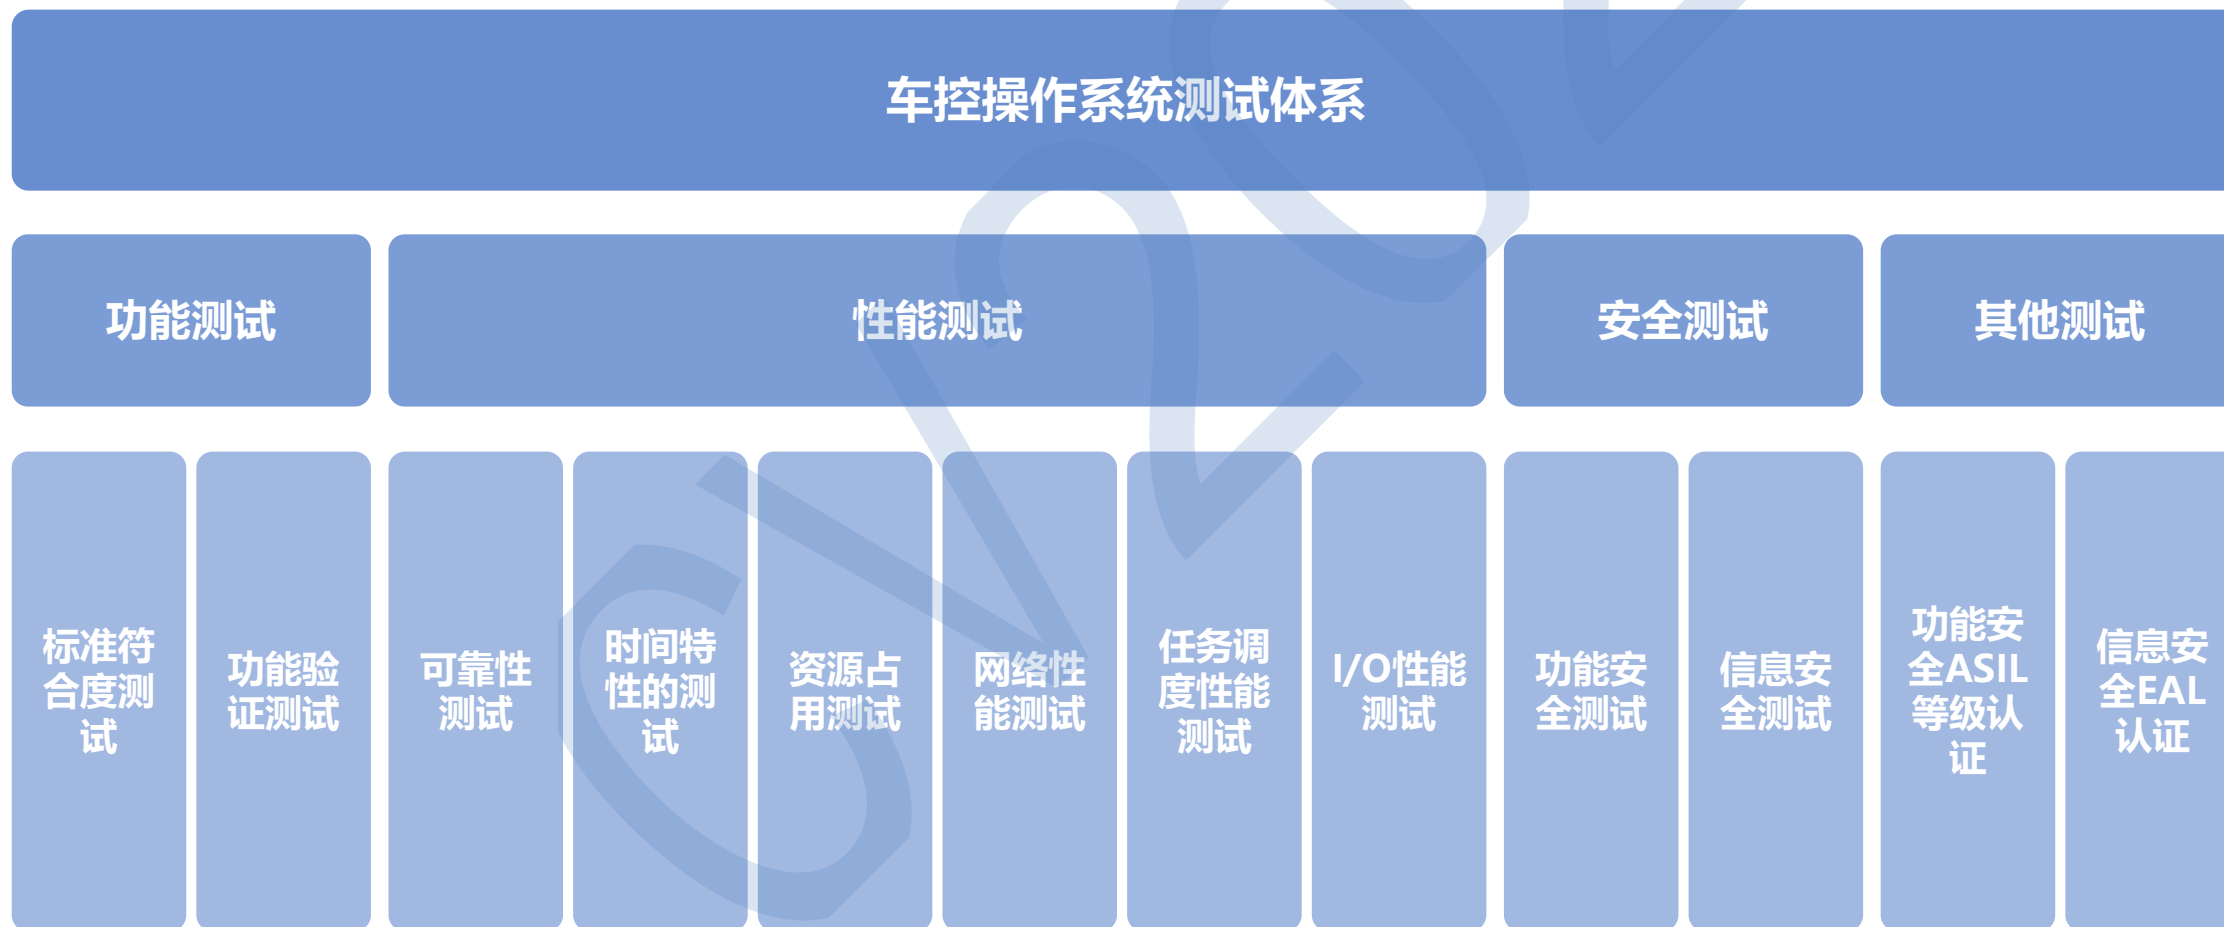 车控操作系统测试体系
功能测试
性能测试
安全测试
其他测试
标准符
合度测
试
功能验
证测试
可靠性
测试
时间特
性的测
试
资源占
用测试
网络性
能测试
任务调
度性能
测试
I/O性能
测试
功能安
全测试
信息安
全测试
功能安
全ASIL
等级认
证
信息安
全EAL
认证